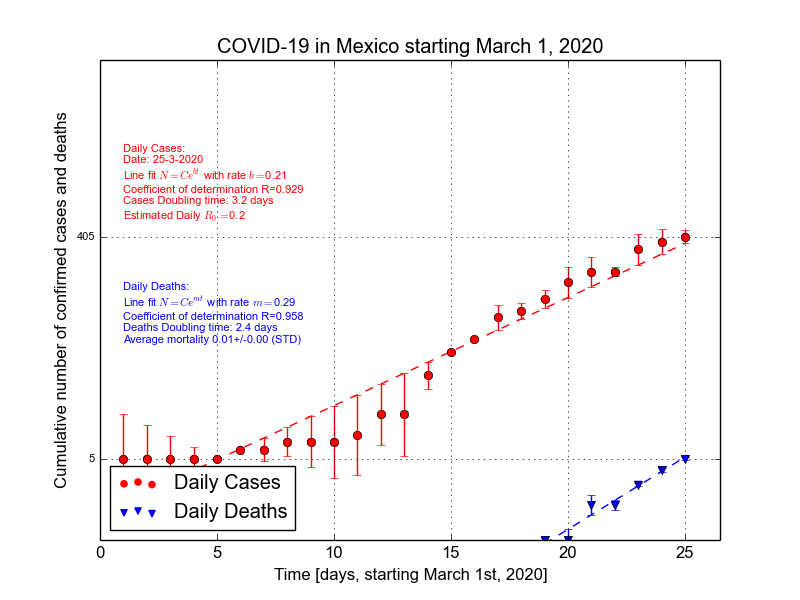 COVID-19 in Mexico starting March 1, 2020
Cumulative number of confirmed cases and deaths
Daily Cases:
Date: 25-3-2020
Line fit N = Ce^{bt} with rate b =0.21
Coefficient of determination R=0.929
Cases Doubling time: 3.2 days
Estimated Daily R_0 =0.2
405
Daily Deaths:
Line fit N = Ce^{mt} with rate m =0.29
Coefficient of determination R=0.958
Deaths Doubling time: 2.4 days
Average mortality 0.01+/-0.00 (STD)
5
Daily Cases
Daily Deaths
0 5 10 15 20 25
Time [days, starting March 1st, 2020]